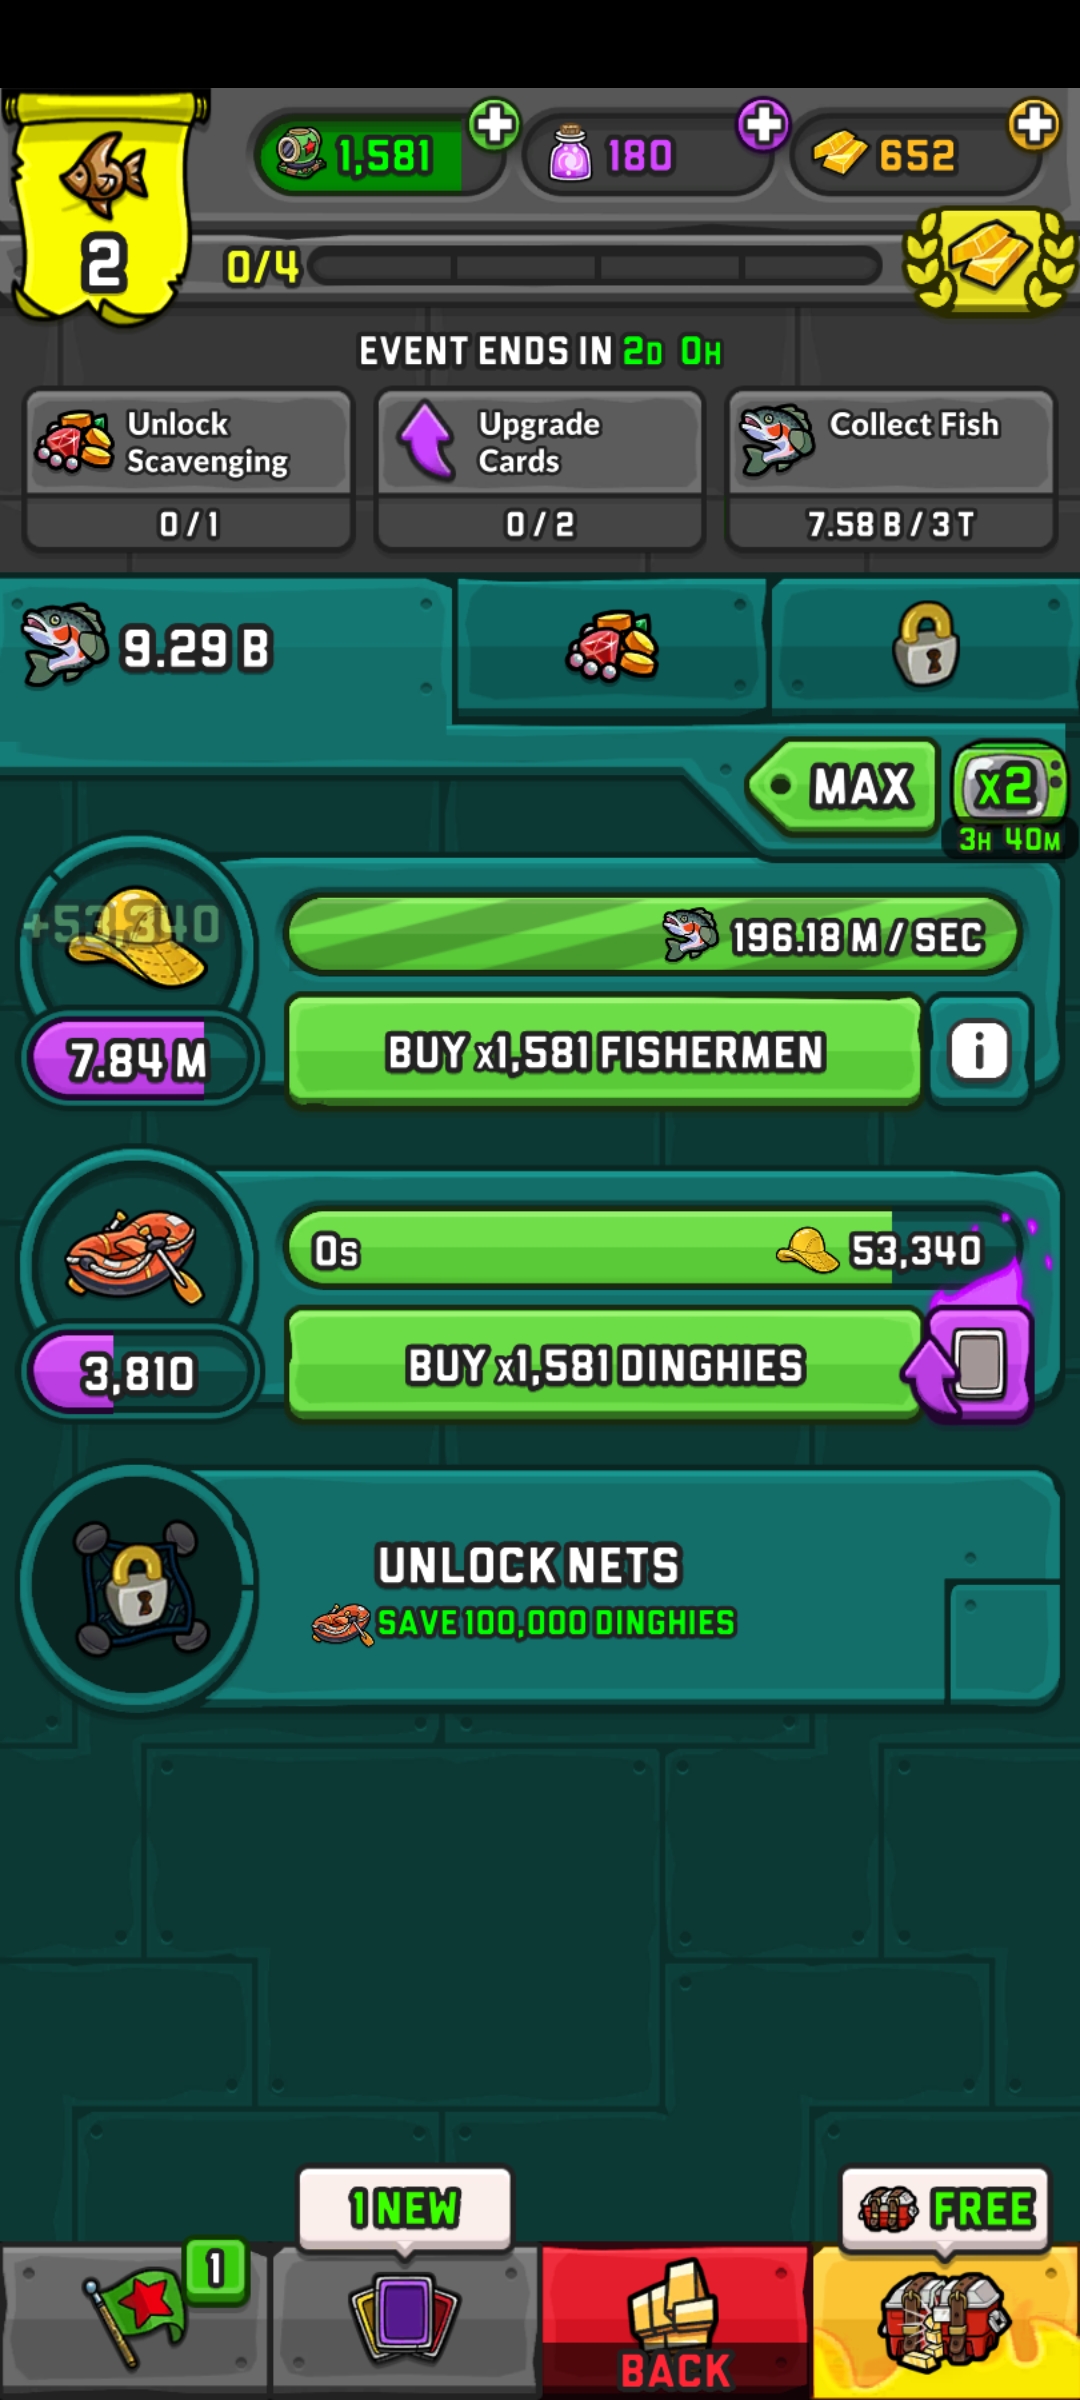 1,581
180
652
2
0/4
EVENT ENDS IN 2D 0H
Unlock
Scavenging
0 / 1
Upgrade
Cards
0 / 2
Collect Fish
7.58 B / 3 T
9.29 B
MAX
x2
3H 40M
+53,340
196.18 M / SEC
7.84 M
BUY x1,581 FISHERMEN
i
0s
53,340
3,810
BUY x1,581 DINGHIES
UNLOCK NETS
SAVE 100,000 DINGHIES
1 NEW
FREE
1
BACK